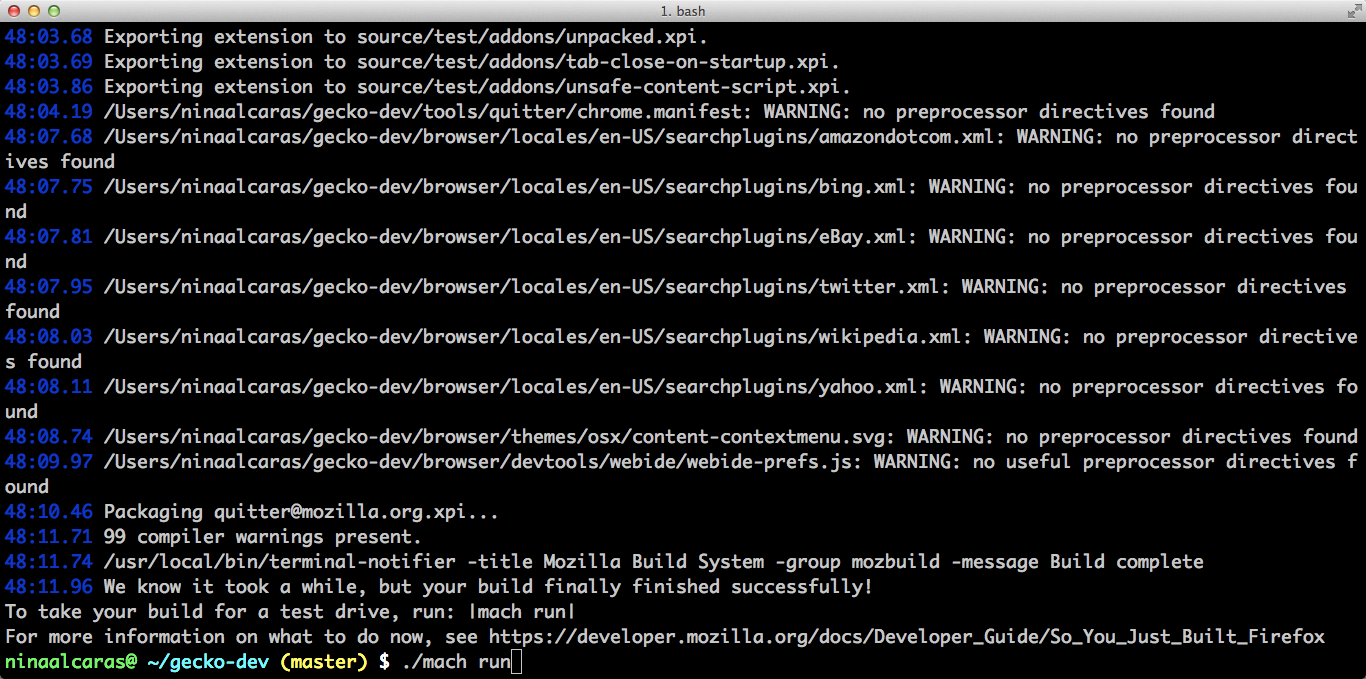 1. bash
48:03.68 Exporting extension to source/test/addons/unpacked.xpi.
48:03.69 Exporting extension to source/test/addons/tab-close-on-startup.xpi.
48:03.86 Exporting extension to source/test/addons/unsafe-content-script.xpi.
48:04.19 /Users/ninaalcaras/gecko-dev/tools/quitter/chrome.manifest: WARNING: no preprocessor directives found
48:07.68 /Users/ninaalcaras/gecko-dev/browser/locales/en-US/searchplugins/amazondotcom.xml: WARNING: no preprocessor direct
ives found
48:07.75 /Users/ninaalcaras/gecko-dev/browser/locales/en-US/searchplugins/bing.xml: WARNING: no preprocessor directives fou
nd
48:07.81 /Users/ninaalcaras/gecko-dev/browser/locales/en-US/searchplugins/eBay.xml: WARNING: no preprocessor directives fou
nd
48:07.95 /Users/ninaalcaras/gecko-dev/browser/locales/en-US/searchplugins/twitter.xml: WARNING: no preprocessor directives
found
48:08.03 /Users/ninaalcaras/gecko-dev/browser/locales/en-US/searchplugins/wikipedia.xml: WARNING: no preprocessor directive
s found
48:08.11 /Users/ninaalcaras/gecko-dev/browser/locales/en-US/searchplugins/yahoo.xml: WARNING: no preprocessor directives fo
und
48:08.74 /Users/ninaalcaras/gecko-dev/browser/themes/osx/content-contextmenu.svg: WARNING: no preprocessor directives found
48:09.97 /Users/ninaalcaras/gecko-dev/browser/devtools/webide/webide-prefs.js: WARNING: no useful preprocessor directives f
ound
48:10.46 Packaging quitter@mozilla.org.xpi...
48:11.71 99 compiler warnings present.
48:11.74 /usr/local/bin/terminal-notifier -title Mozilla Build System -group mozbuild -message Build complete
48:11.96 We know it took a while, but your build finally finished successfully!
To take your build for a test drive, run: |mach run|
For more information on what to do now, see https://developer.mozilla.org/docs/Developer_Guide/So_You_Just_Built_Firefox
ninaalcaras@ ~/gecko-dev (master) $ ./mach run